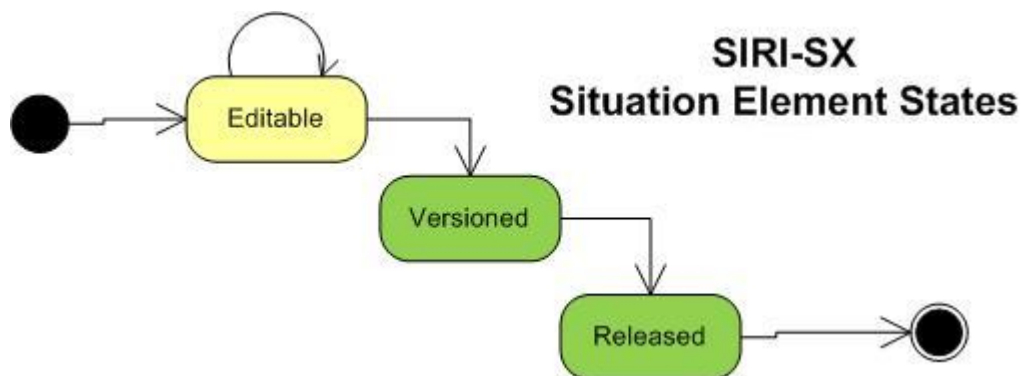 SIRI-SX
Situation Element States
Editable
Versioned
Released